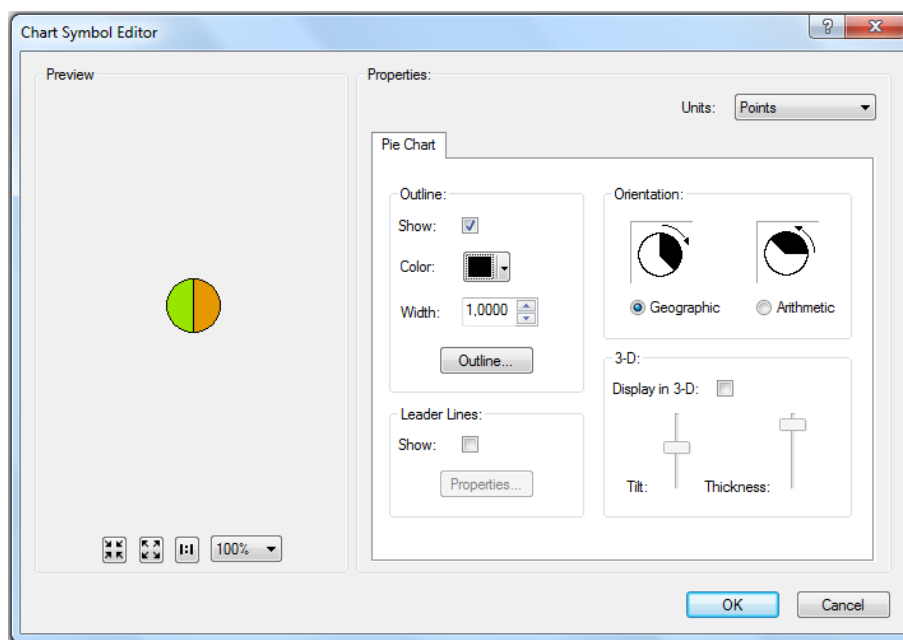 Chart Symbol Editor
Preview
Properties:
Units: Points
Pie Chart
Outline:
Show:
Color:
Width: 1.0000
Outline...
Orientation:
Geographic Arithmetic
3-D:
Display in 3-D:
Tilt: Thickness:
Leader Lines:
Show:
Properties...
1:1 100%
OK Cancel